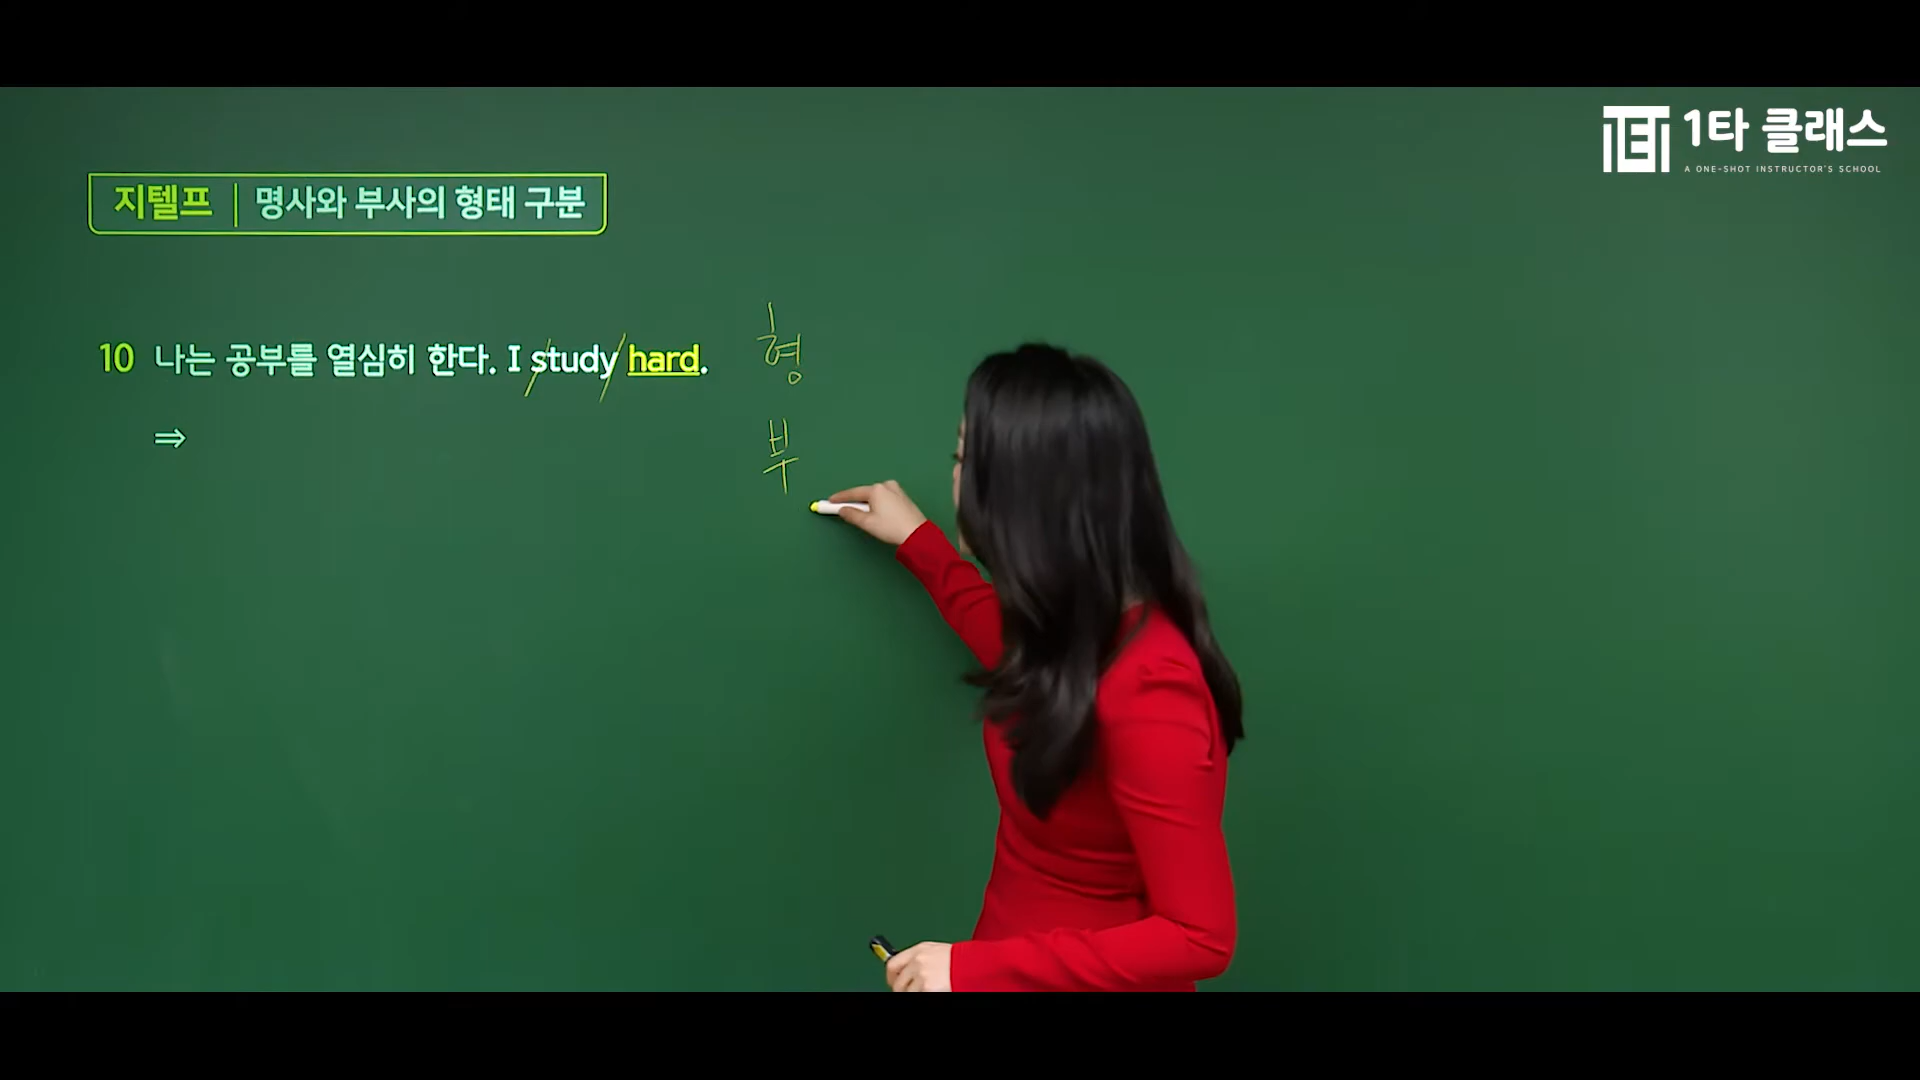 1타 클래스
A ONE-SHOT INSTRUCTOR'S SCHOOL
지텔프 | 명사와 부사의 형태 구분
10 나는 공부를 열심히 한다. I study hard.
형
⇒
부